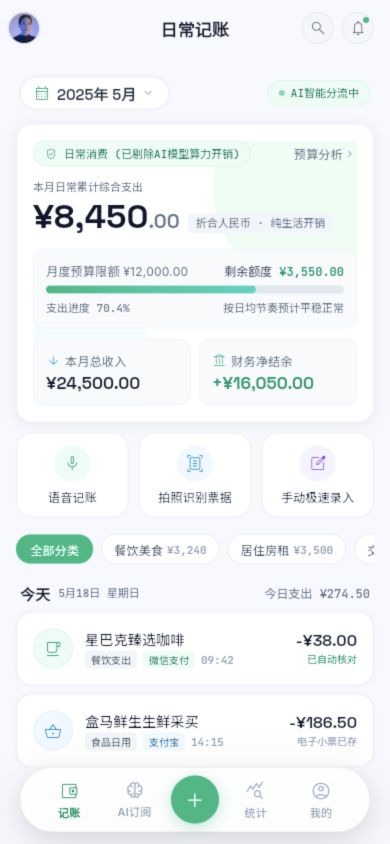 日常记账
2025年 5月
AI智能分流中
日常消费 (已剔除AI模型算力开销)
预算分析
本月日常累计综合支出
¥8,450.00 折合人民币 · 纯生活开销
月度预算限额 ¥12,000.00 剩余额度 ¥3,550.00
支出进度 70.4% 按日均节奏预计平稳正常
本月总收入
¥24,500.00
财务净结余
+¥16,050.00
语音记账
拍照识别票据
手动极速录入
全部分类 餐饮美食 ¥3,240 居住房租 ¥3,500
今天 5月18日 星期日 今日支出 ¥274.50
星巴克臻选咖啡 -¥38.00
餐饮支出 微信支付 09:42 已自动核对
盒马鲜生生鲜采买 -¥186.50
食品日用 支付宝 14:15 电子小票已存
记账 AI订阅 统计 我的